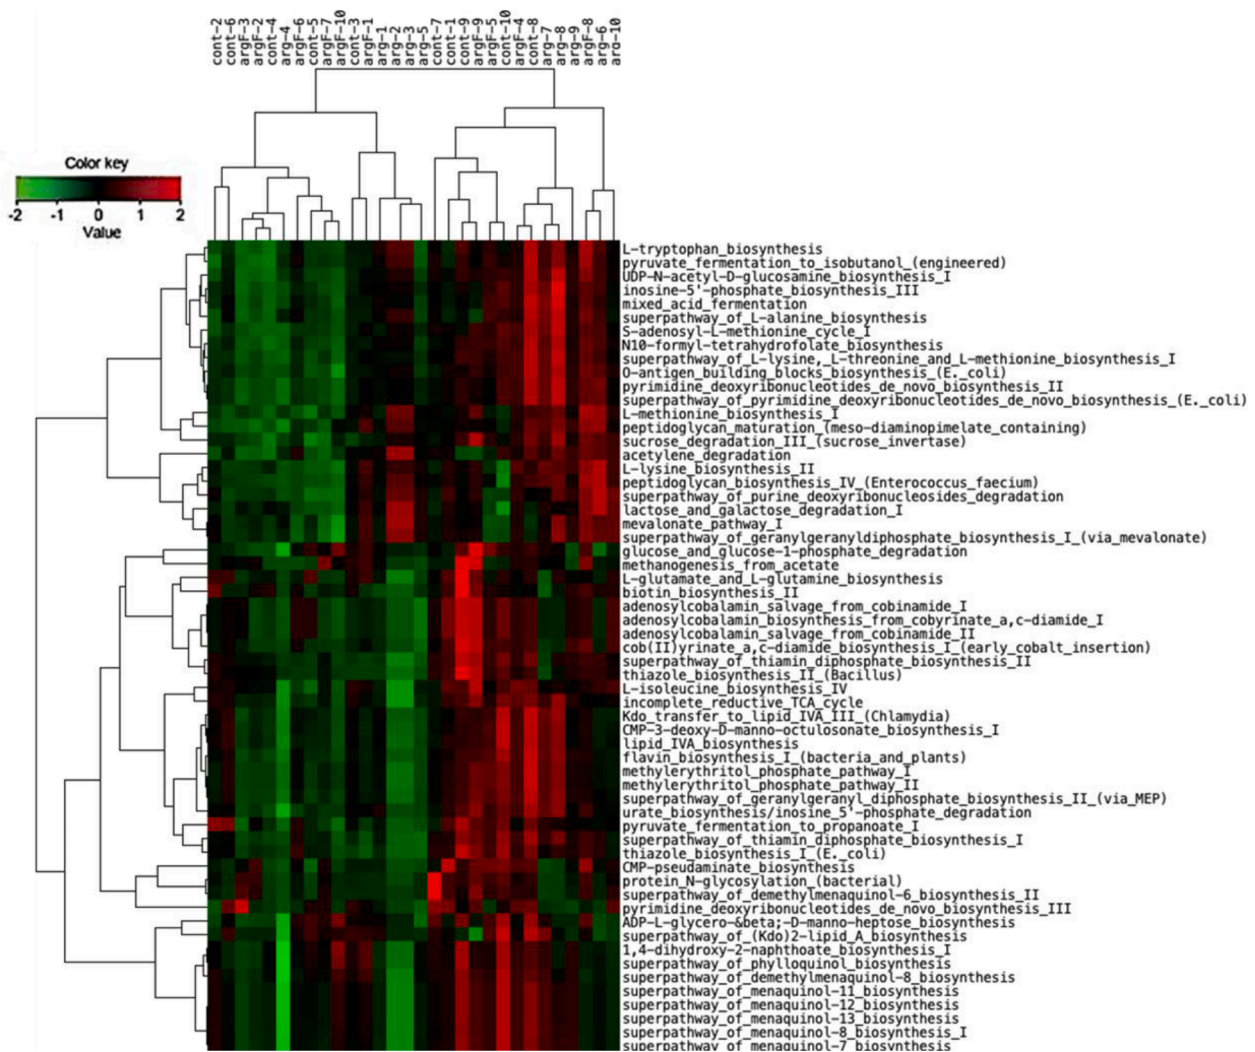 cont-2
cont-6
argF-3
argF-2
cont-4
arg-4
argF-6
cont-5
argF-7
argF-10
cont-3
argF-1
arg-1
arg-2
arg-3
arg-5
cont-7
cont-1
cont-9
argF-9
argF-5
cont-10
argF-4
cont-8
arg-7
arg-8
arg-9
argF-8
arg-6
arg-10
Color key
-2 -1 0 1 2
Value
L-tryptophan_biosynthesis
pyruvate_fermentation_to_isobutanol_(engineered)
UDP-N-acetyl-D-glucosamine_biosynthesis_I
inosine-5'-phosphate_biosynthesis_III
mixed_acid_fermentation
superpathway_of_L-alanine_biosynthesis
S-adenosyl-L-methionine_cycle_I
N10-formyl-tetrahydrofolate_biosynthesis
superpathway_of_L-lysine,_L-threonine_and_L-methionine_biosynthesis_I
O-antigen_building_blocks_biosynthesis_(E._coli)
pyrimidine_deoxyribonucleotides_de_novo_biosynthesis_II
superpathway_of_pyrimidine_deoxyribonucleotides_de_novo_biosynthesis_(E._coli)
L-methionine_biosynthesis_I
peptidoglycan_maturation_(meso-diaminopimelate_containing)
sucrose_degradation_III_(sucrose_invertase)
acetylene_degradation
L-lysine_biosynthesis_II
peptidoglycan_biosynthesis_IV_(Enterococcus_faecium)
superpathway_of_purine_deoxyribonucleosides_degradation
lactose_and_galactose_degradation_I
mevalonate_pathway_I
superpathway_of_geranylgeranyldiphosphate_biosynthesis_I_(via_mevalonate)
glucose_and_glucose-1-phosphate_degradation
methanogenesis_from_acetate
L-glutamate_and_L-glutamine_biosynthesis
biotin_biosynthesis_II
adenosylcobalamin_salvage_from_cobinamide_I
adenosylcobalamin_biosynthesis_from_cobyrinate_a,c-diamide_I
adenosylcobalamin_salvage_from_cobinamide_II
cob(II)yrinate_a,c-diamide_biosynthesis_I_(early_cobalt_insertion)
superpathway_of_thiamin_diphosphate_biosynthesis_II
thiazole_biosynthesis_II_(Bacillus)
L-isoleucine_biosynthesis_IV
incomplete_reductive_TCA_cycle
Kdo_transfer_to_lipid_IVA_III_(Chlamydia)
CMP-3-deoxy-D-manno-octulosonate_biosynthesis_I
lipid_IVA_biosynthesis
flavin_biosynthesis_I_(bacteria_and_plants)
methylerythritol_phosphate_pathway_I
methylerythritol_phosphate_pathway_II
superpathway_of_geranylgeranyl_diphosphate_biosynthesis_II_(via_MEP)
urate_biosynthesis/inosine_5'-phosphate_degradation
pyruvate_fermentation_to_propanoate_I
superpathway_of_thiamin_diphosphate_biosynthesis_I
thiazole_biosynthesis_I_(E._coli)
CMP-pseudaminate_biosynthesis
protein_N-glycosylation_(bacterial)
superpathway_of_demethylmenaquinol-6_biosynthesis_II
pyrimidine_deoxyribonucleotides_de_novo_biosynthesis_III
ADP-L-glycero-&beta;-D-manno-heptose_biosynthesis
superpathway_of_(Kdo)2-lipid_A_biosynthesis
1,4-dihydroxy-2-naphthoate_biosynthesis_I
superpathway_of_phylloquinol_biosynthesis
superpathway_of_demethylmenaquinol-8_biosynthesis
superpathway_of_menaquinol-11_biosynthesis
superpathway_of_menaquinol-12_biosynthesis
superpathway_of_menaquinol-13_biosynthesis
superpathway_of_menaquinol-8_biosynthesis_I
superpathway_of_menaquinol-7_biosynthesis